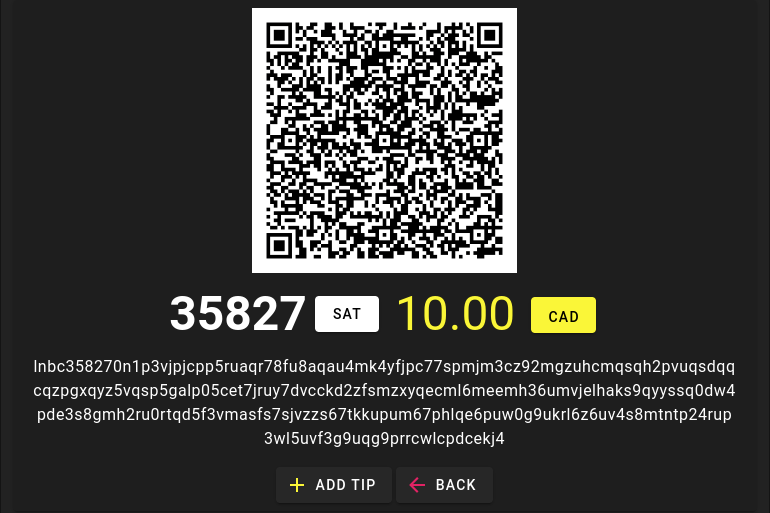 35827 SAT 10.00 CAD
lnbc358270n1p3vjpjcpp5ruaqr78fu8aqau4mk4yfjpc77spmjm3cz92mgzuhcmqsqh2pvuqsdqq
cqzpgxqyz5vqsp5galp05cet7jruy7dvcckd2zfsmzxyqecml6meemh36umvjelhaks9qyyssq0dw4
pde3s8gmh2ru0rtqd5f3vmasfs7sjvzzs67tkkupum67phlqe6puw0g9ukrl6z6uv4s8mtntp24rup
3wl5uvf3g9uqg9prrcwlcpdcekj4
ADD TIP BACK